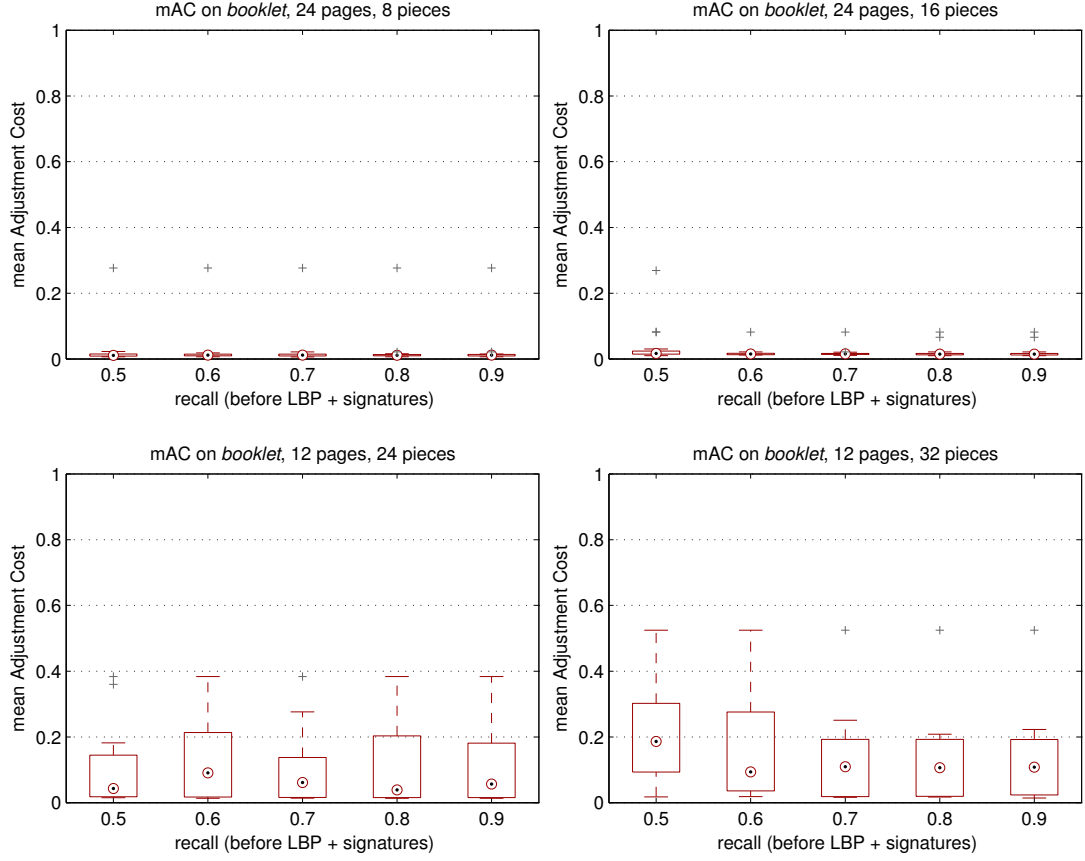 mAC on booklet, 24 pages, 8 pieces
1
0.8
0.6
0.4
0.2
0
mean Adjustment Cost
0.5 0.6 0.7 0.8 0.9
recall (before LBP + signatures)
mAC on booklet, 24 pages, 16 pieces
1
0.8
0.6
0.4
0.2
0
mean Adjustment Cost
0.5 0.6 0.7 0.8 0.9
recall (before LBP + signatures)
mAC on booklet, 12 pages, 24 pieces
1
0.8
0.6
0.4
0.2
0
mean Adjustment Cost
0.5 0.6 0.7 0.8 0.9
recall (before LBP + signatures)
mAC on booklet, 12 pages, 32 pieces
1
0.8
0.6
0.4
0.2
0
mean Adjustment Cost
0.5 0.6 0.7 0.8 0.9
recall (before LBP + signatures)